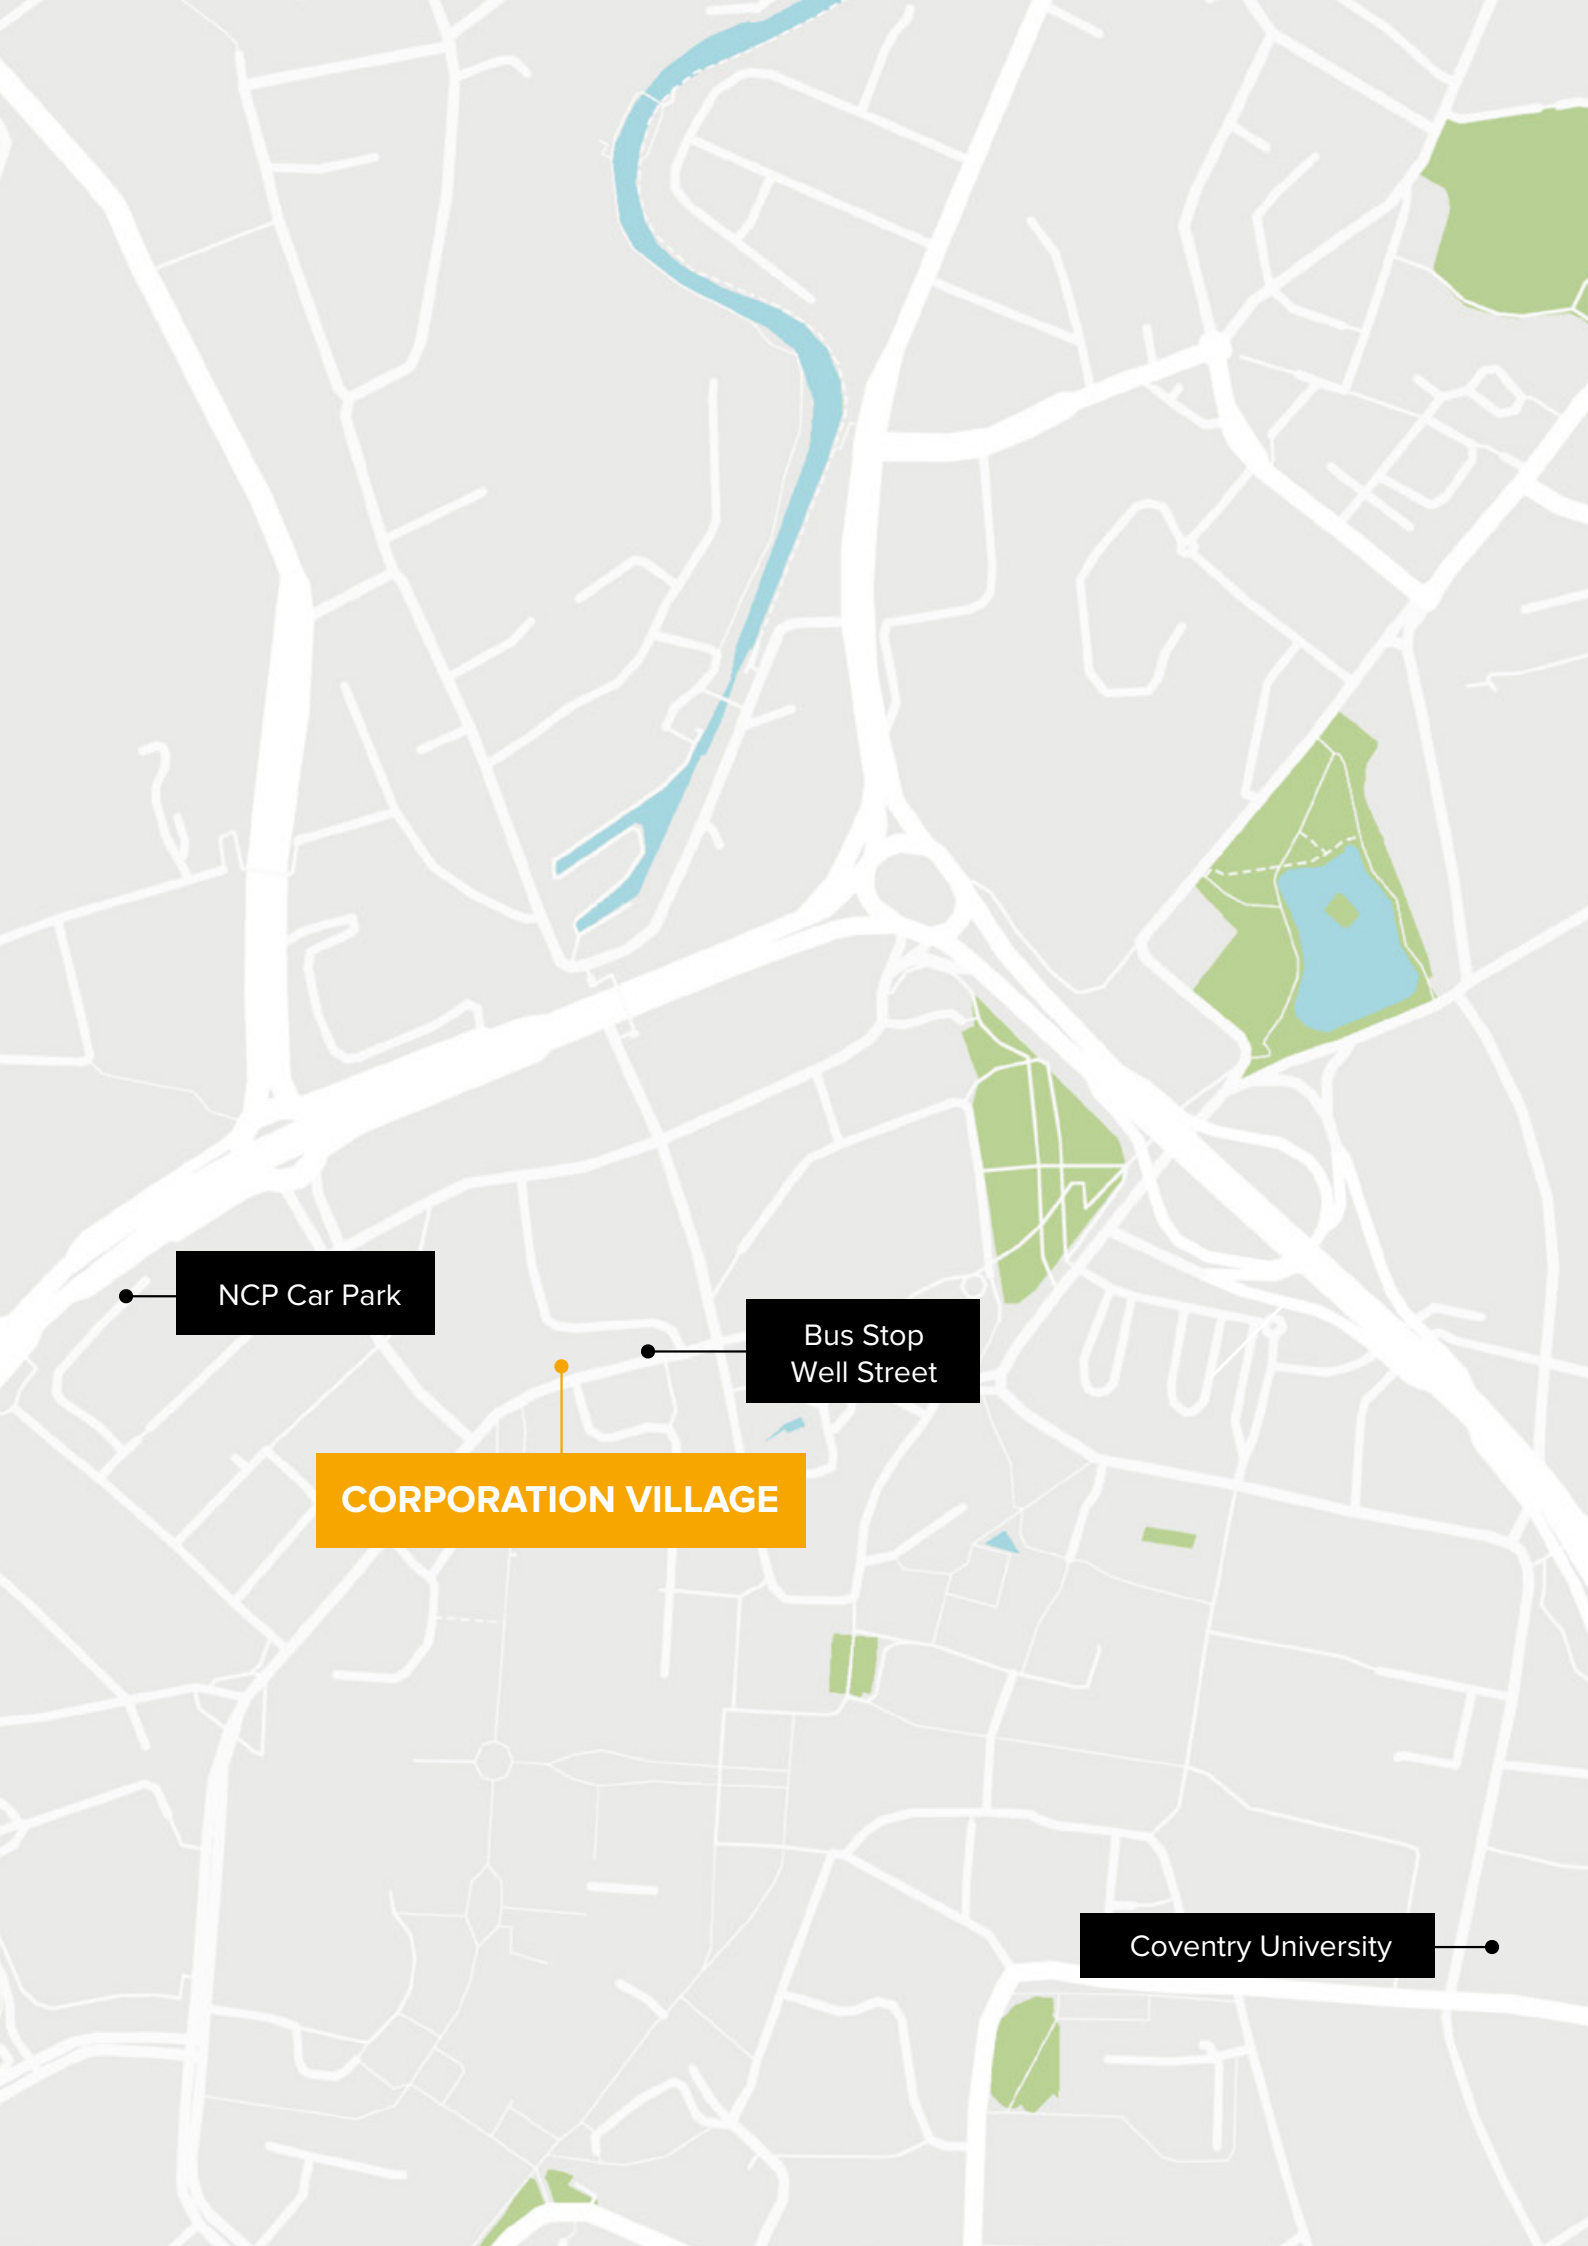 NCP Car Park
Bus Stop
Well Street
CORPORATION VILLAGE
Coventry University